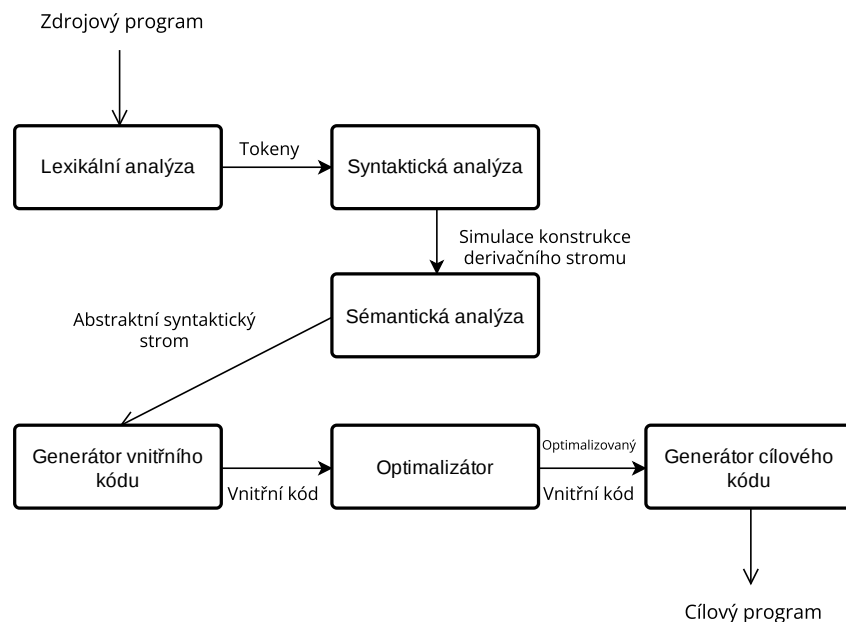 Zdrojový program
Lexikální analýza
Tokeny
Syntaktická analýza
Simulace konstrukce
derivačního stromu
Sémantická analýza
Abstraktní syntaktický
strom
Generátor vnitřního
kódu
Vnitřní kód
Optimalizátor
Optimalizovaný
Vnitřní kód
Generátor cílového
kódu
Cílový program